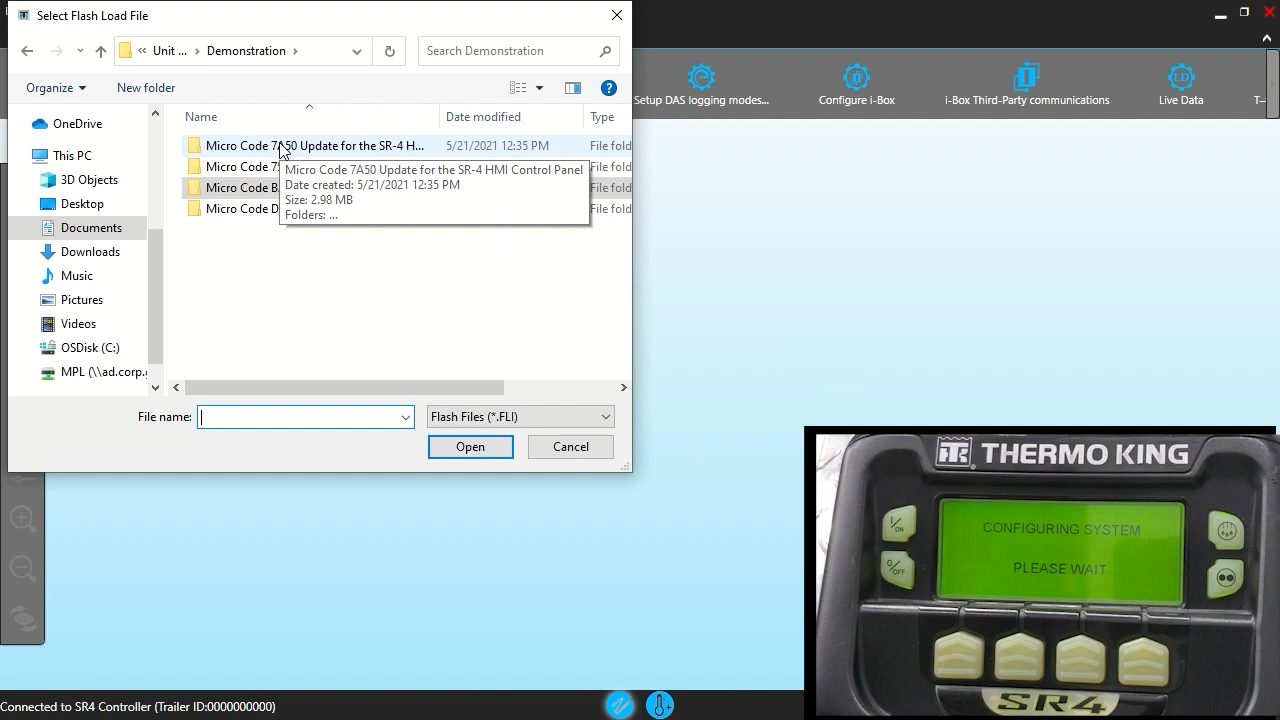 Select Flash Load File
« Unit ... › Demonstration ›
Search Demonstration
Organize
New folder
Name
Date modified
Type
OneDrive
This PC
3D Objects
Desktop
Documents
Downloads
Music
Pictures
Videos
OSDisk (C:)
MPL (\\ad.corp.
Micro Code 7A50 Update for the SR-4 H...
5/21/2021 12:35 PM
File fold
Micro Code 7
File fold
Micro Code B
File fold
Micro Code D
File fold
Micro Code 7A50 Update for the SR-4 HMI Control Panel
Date created: 5/21/2021 12:35 PM
Size: 2.98 MB
Folders: ...
File name:
Flash Files (*.FLI)
Open
Cancel
Setup DAS logging modes...
Configure i-Box
i-Box Third-Party communications
LD
Live Data
T–
THERMO KING
I/ON
O/OFF
CONFIGURING SYSTEM
PLEASE WAIT
SR4
Connected to SR4 Controller (Trailer ID:0000000000)